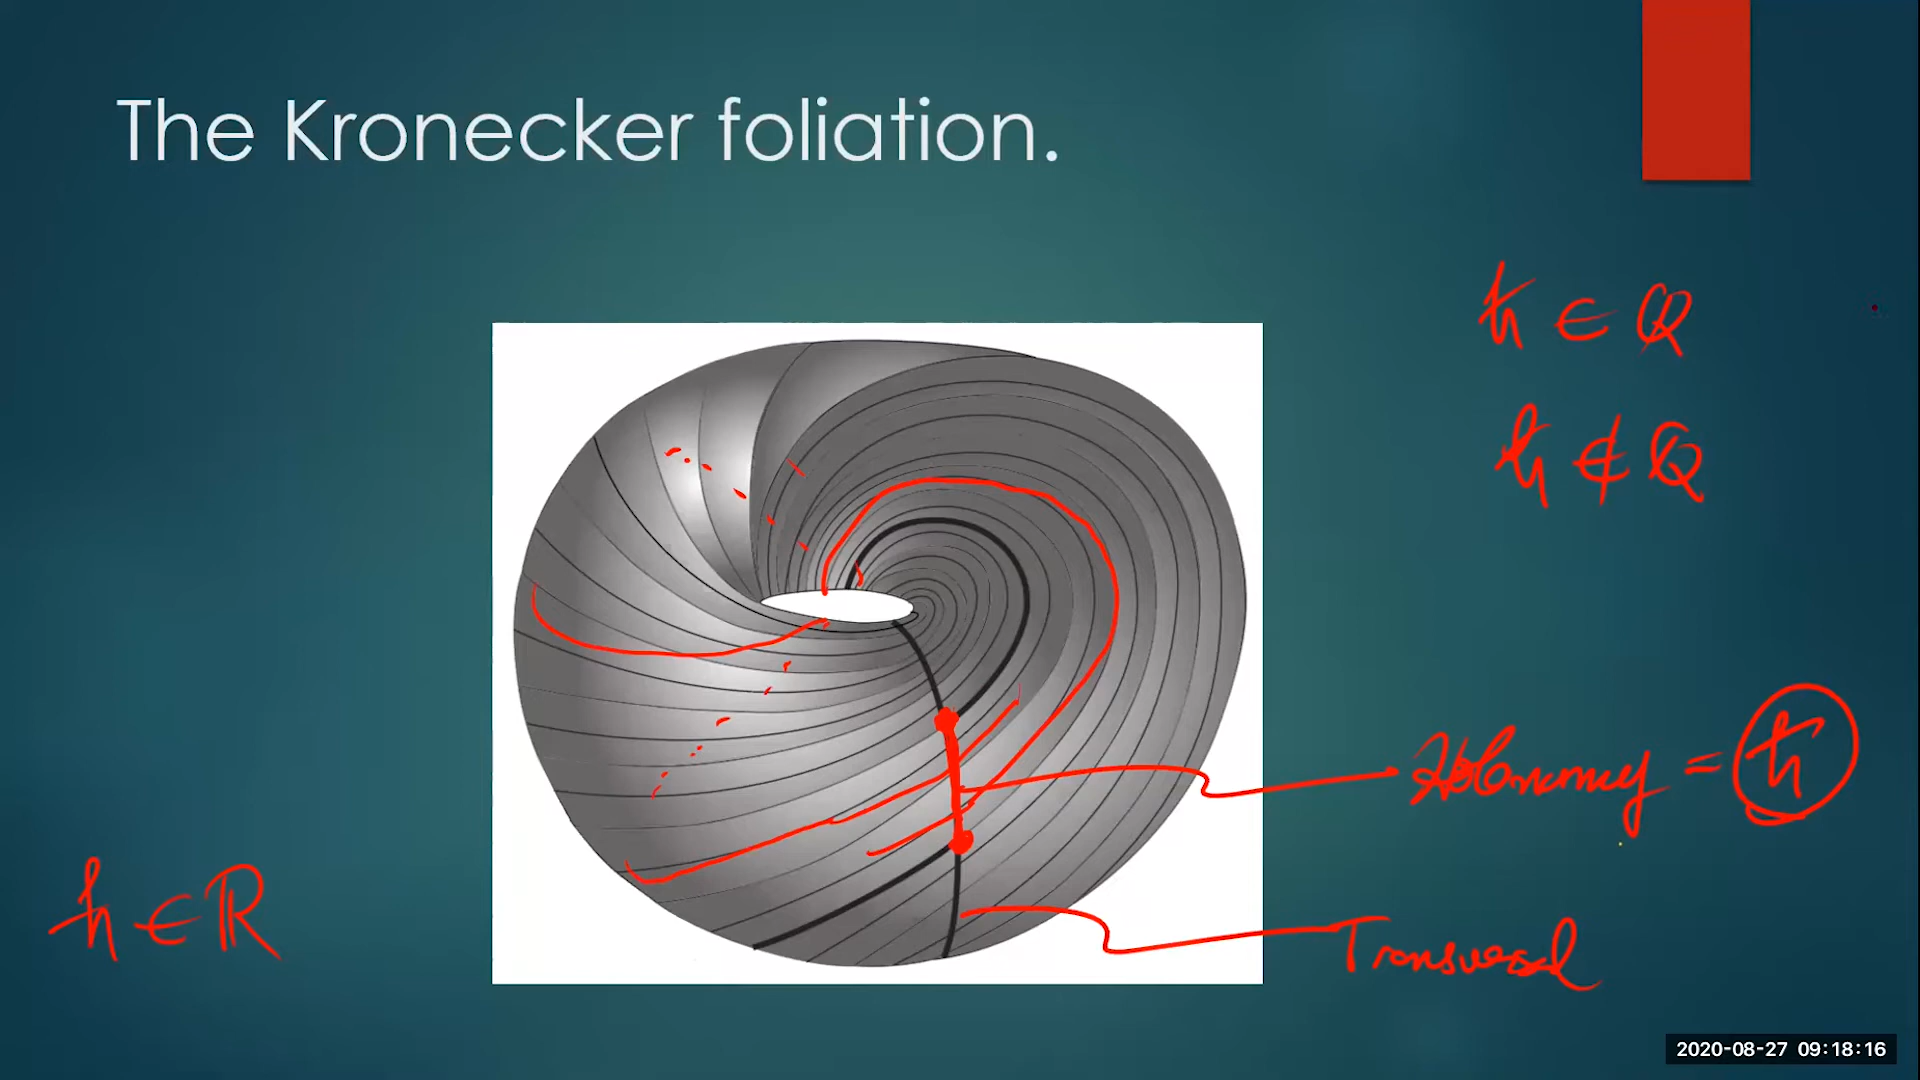 The Kronecker foliation.
ℏ ∈ ℚ
ℏ ∉ ℚ
Holonomy = ℏ
ℏ ∈ ℝ
Transversal
2020-08-27 09:18:16